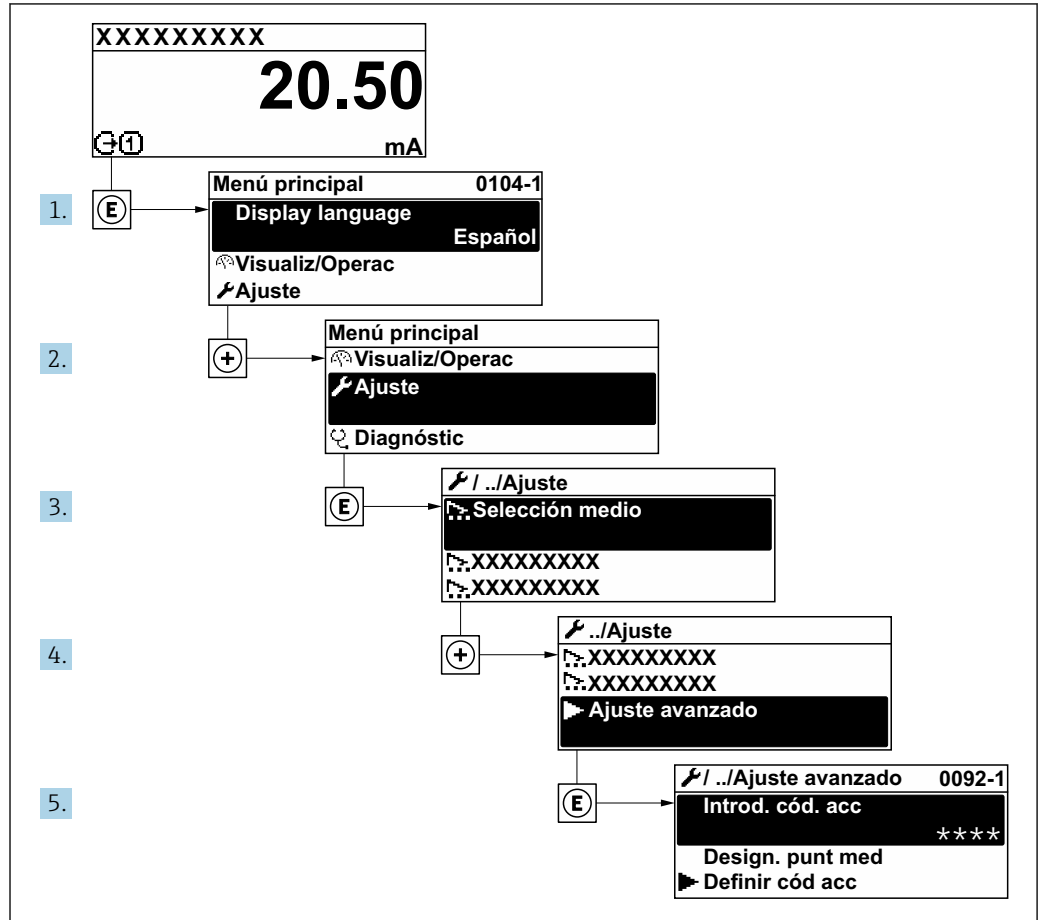 XXXXXXXXX
20.50
1 mA
1. E
Menú principal 0104-1
Display language
Español
Visualiz/Operac
Ajuste
2. +
Menú principal
Visualiz/Operac
Ajuste
Diagnóstic
3. E
/ ../Ajuste
Selección medio
XXXXXXXXX
XXXXXXXXX
4. +
../Ajuste
XXXXXXXXX
XXXXXXXXX
Ajuste avanzado
5. E
/ ../Ajuste avanzado 0092-1
Introd. cód. acc
****
Design. punt med
Definir cód acc